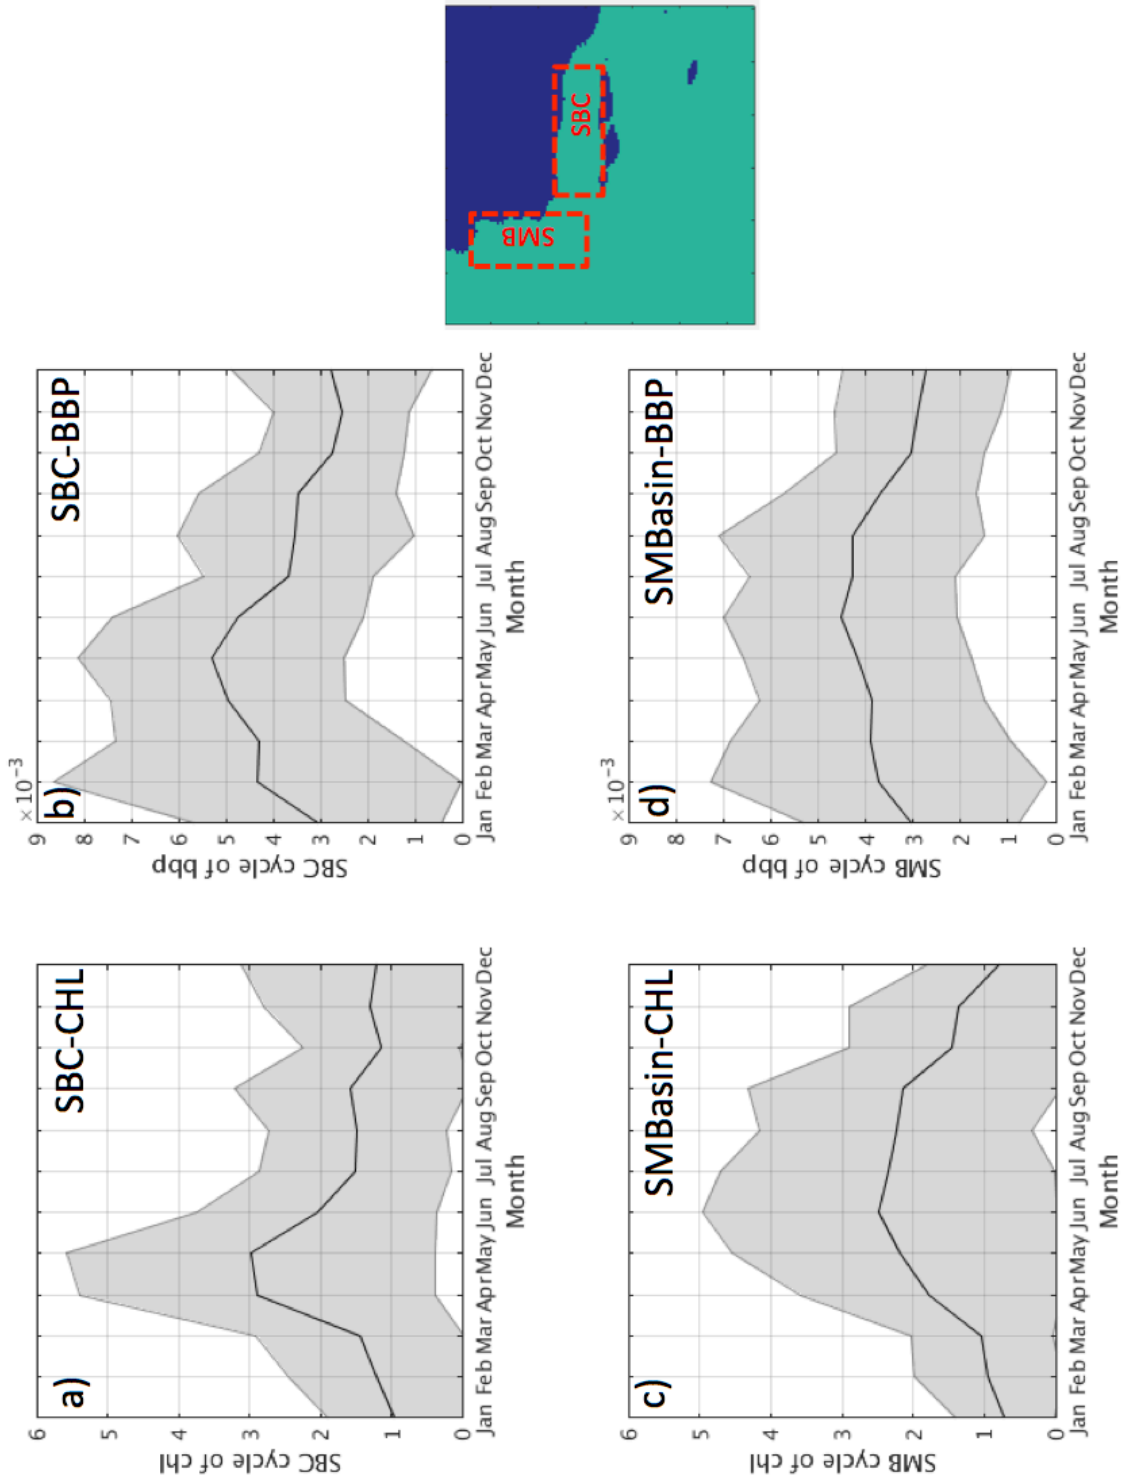 a)
SBC-CHL
SBC cycle of chl
6
5
4
3
2
1
0
Jan Feb Mar Apr May Jun Jul Aug Sep Oct Nov Dec
Month
b)
SBC-BBP
× 10⁻³
SBC cycle of bbp
9
8
7
6
5
4
3
2
1
0
Jan Feb Mar Apr May Jun Jul Aug Sep Oct Nov Dec
Month
c)
SMBasin-CHL
SMB cycle of chl
6
5
4
3
2
1
0
Jan Feb Mar Apr May Jun Jul Aug Sep Oct Nov Dec
Month
d)
SMBasin-BBP
× 10⁻³
SMB cycle of bbp
9
8
7
6
5
4
3
2
1
0
Jan Feb Mar Apr May Jun Jul Aug Sep Oct Nov Dec
Month
SMB
SBC